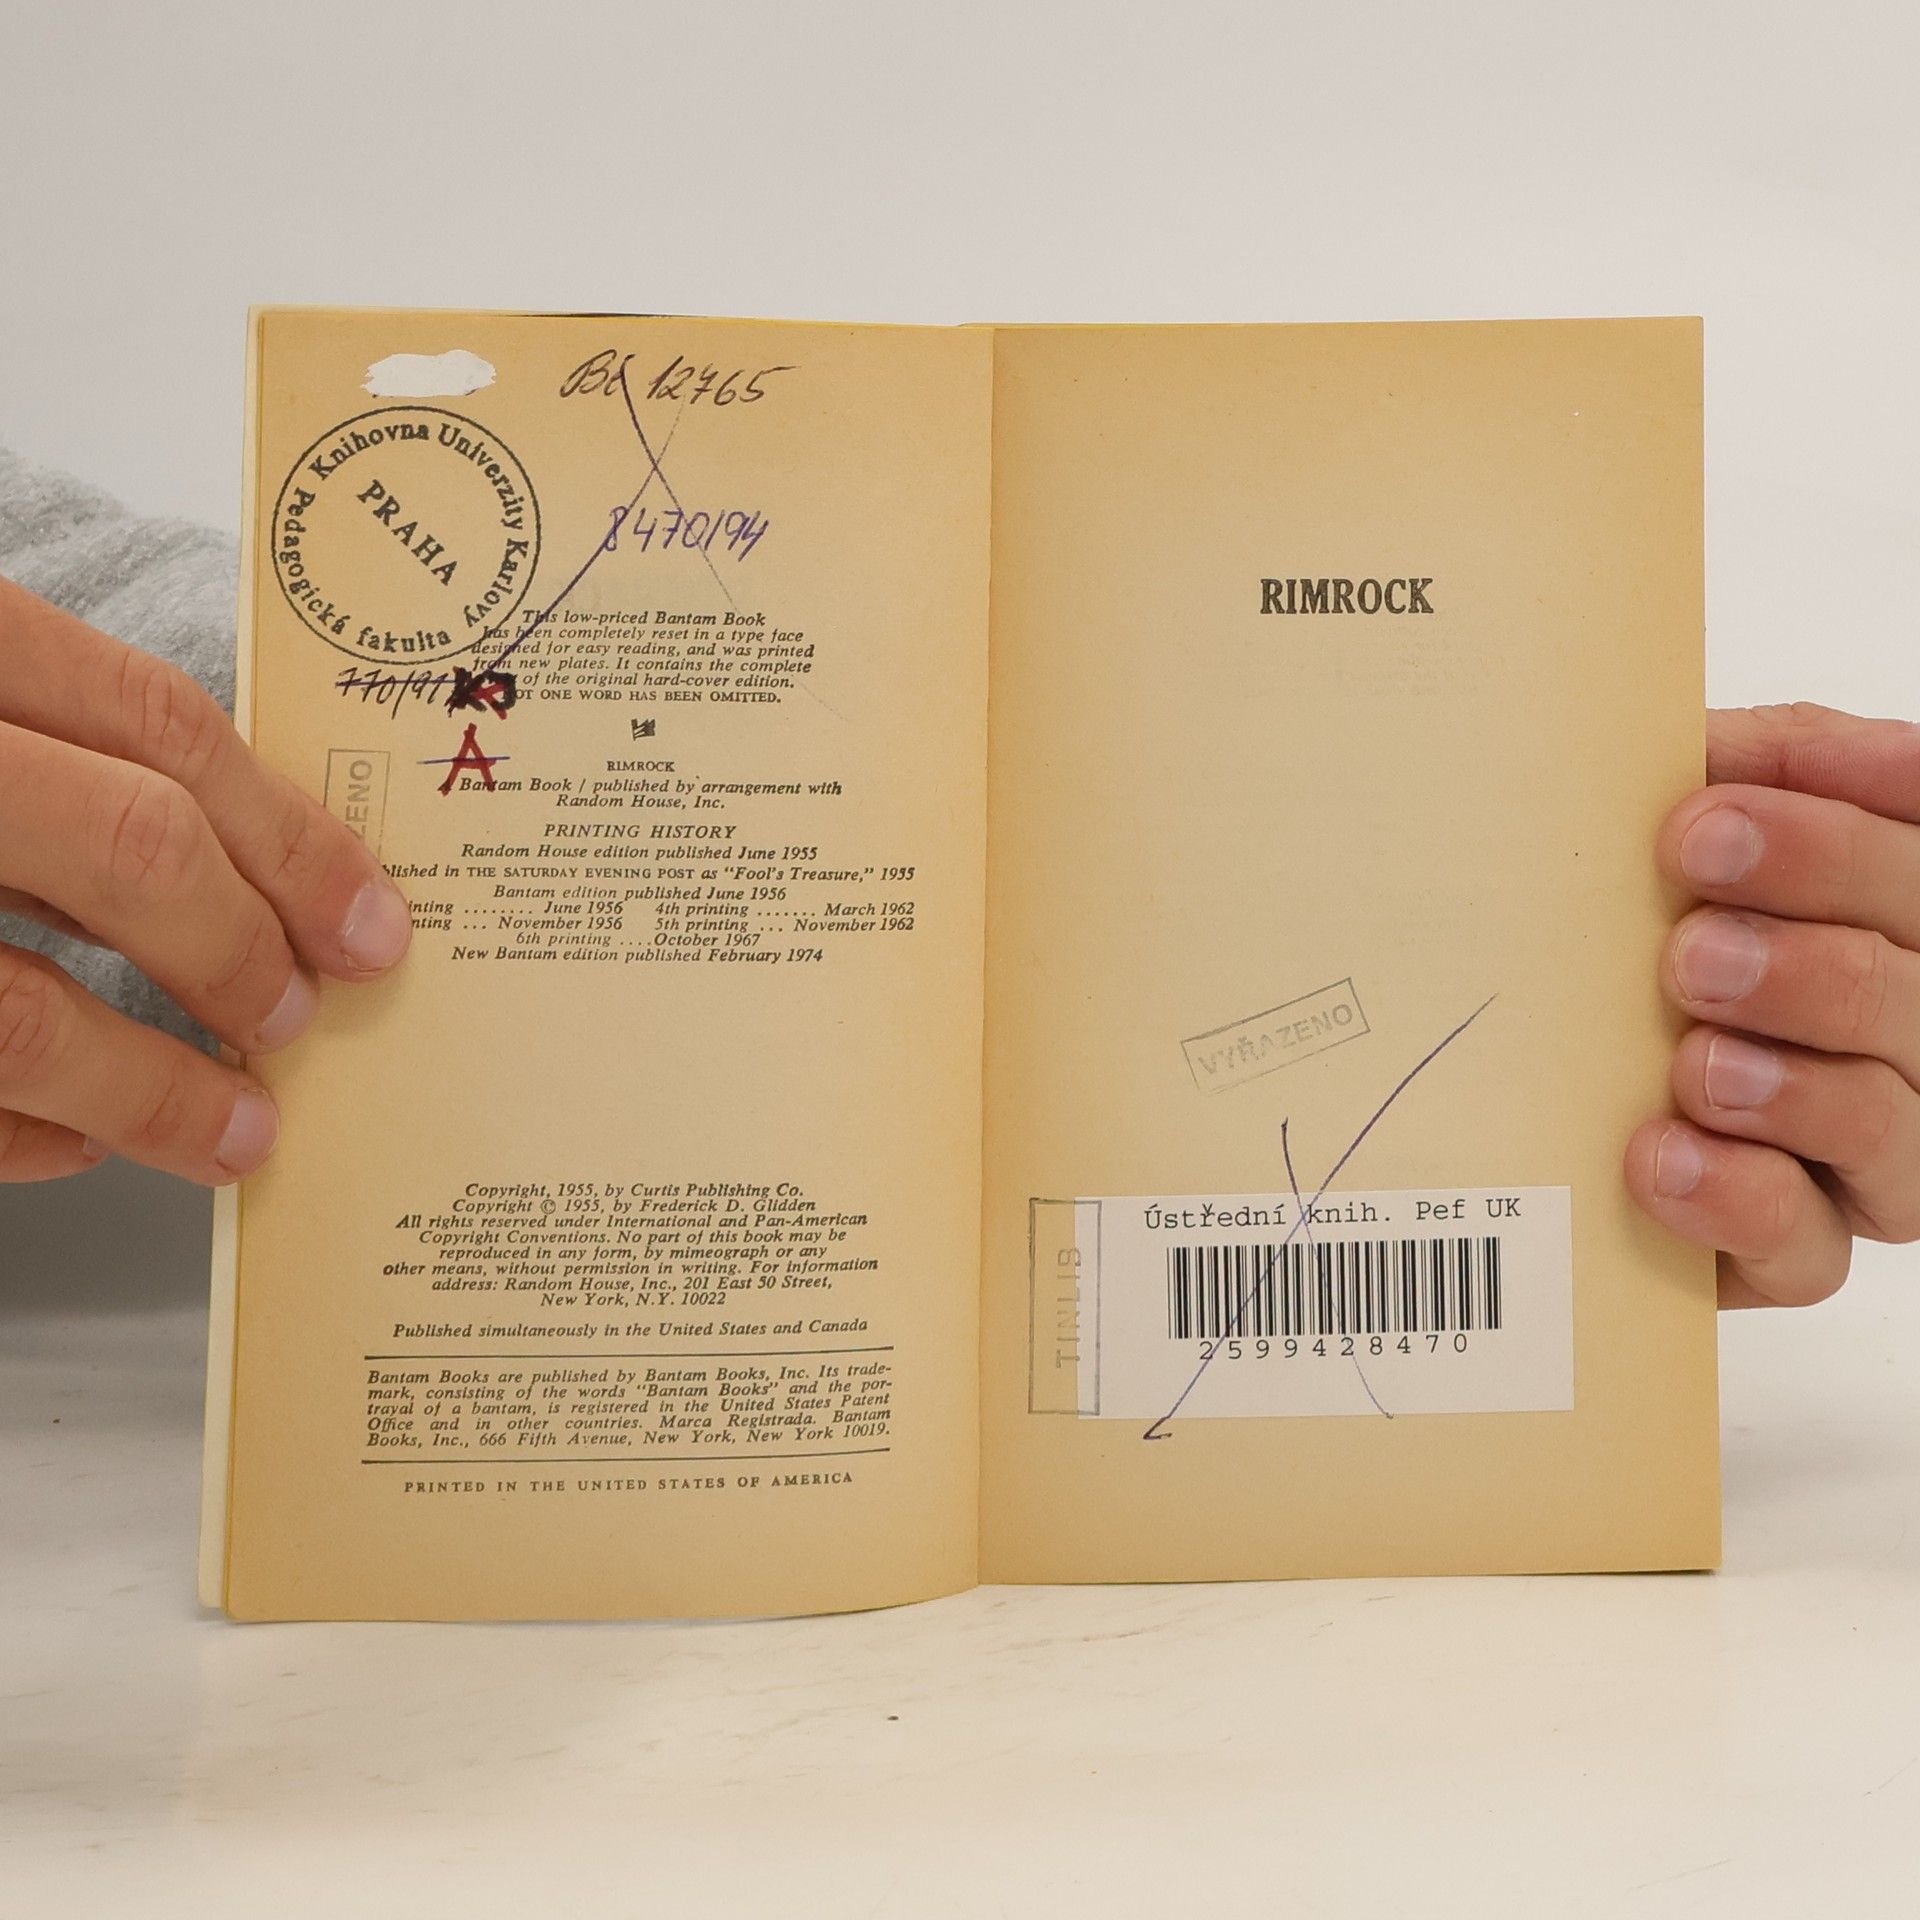 Bč 12765
Knihovna Univerzity Karlovy
Pedagogická fakulta
PRAHA
8470/94
This low-priced Bantam Book
has been completely reset in a type face
designed for easy reading, and was printed
from new plates. It contains the complete
of the original hard-cover edition.
NOT ONE WORD HAS BEEN OMITTED.
770/91
A
RIMROCK
A Bantam Book / published by arrangement with
Random House, Inc.
PRINTING HISTORY
Random House edition published June 1955
blished in THE SATURDAY EVENING POST as "Fool's Treasure," 1955
Bantam edition published June 1956
inting ........ June 1956 4th printing ....... March 1962
nting ... November 1956 5th printing ... November 1962
6th printing ....October 1967
New Bantam edition published February 1974
ZENO
Copyright, 1955, by Curtis Publishing Co.
Copyright © 1955, by Frederick D. Glidden
All rights reserved under International and Pan-American
Copyright Conventions. No part of this book may be
reproduced in any form, by mimeograph or any
other means, without permission in writing. For information
address: Random House, Inc., 201 East 50 Street,
New York, N.Y. 10022
Published simultaneously in the United States and Canada
Bantam Books are published by Bantam Books, Inc. Its trade-
mark, consisting of the words "Bantam Books" and the por-
trayal of a bantam, is registered in the United States Patent
Office and in other countries. Marca Registrada. Bantam
Books, Inc., 666 Fifth Avenue, New York, New York 10019.
PRINTED IN THE UNITED STATES OF AMERICA
RIMROCK
VYŘAZENO
TINLIB
Ústřední knih. Pef UK
2599428470